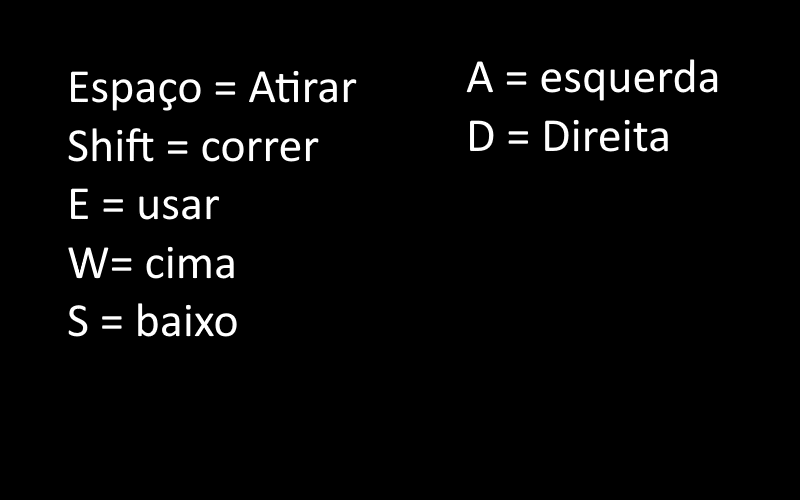 Espaço = Atirar
Shift = correr
E = usar
W= cima
S = baixo
A = esquerda
D = Direita